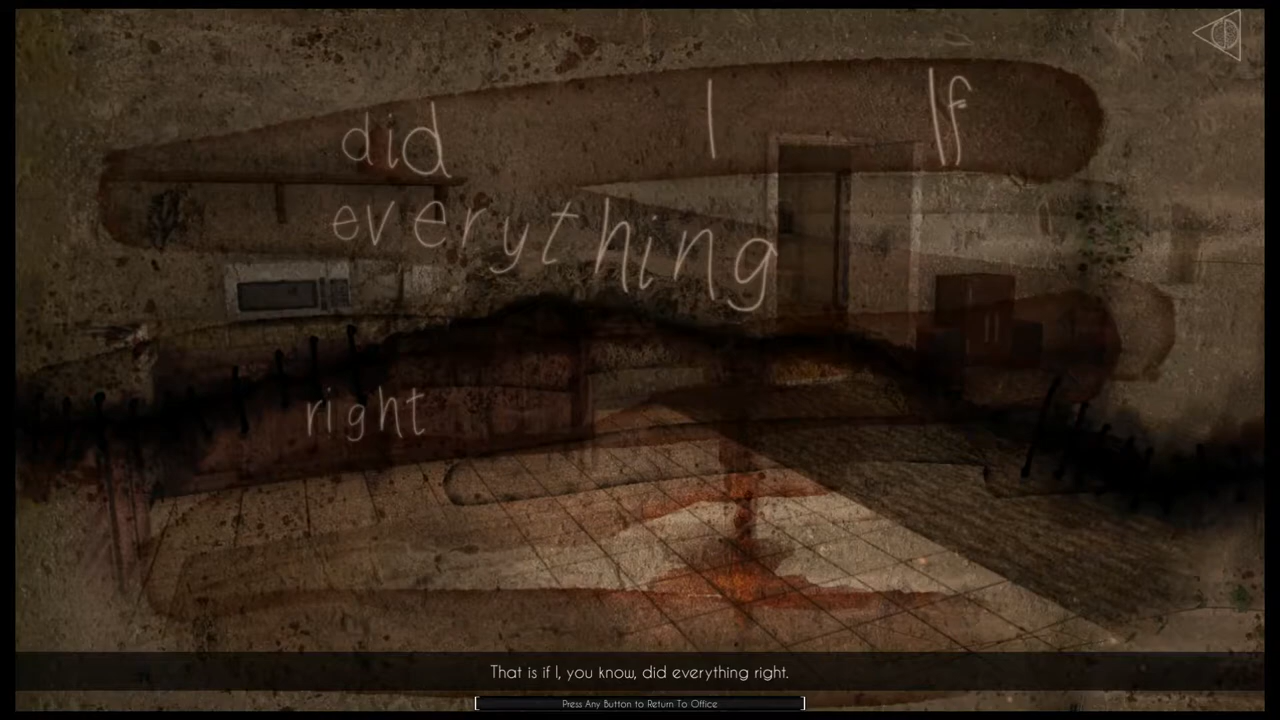 did I If
everything
right
That is if I, you know, did everything right.
Press Any Button to Return To Office